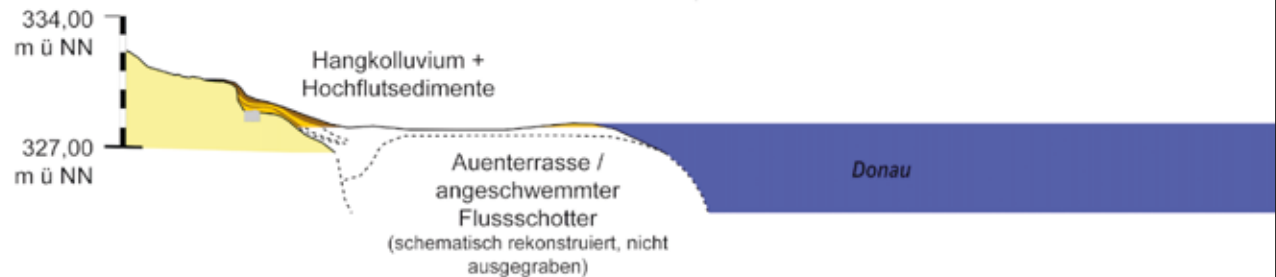 334,00
m ü NN
Hangkolluvium +
Hochflutsedimente
327,00
m ü NN
Auenterrasse /
angeschwemmter
Flussschotter
(schematisch rekonstruiert, nicht
ausgegraben)
Donau